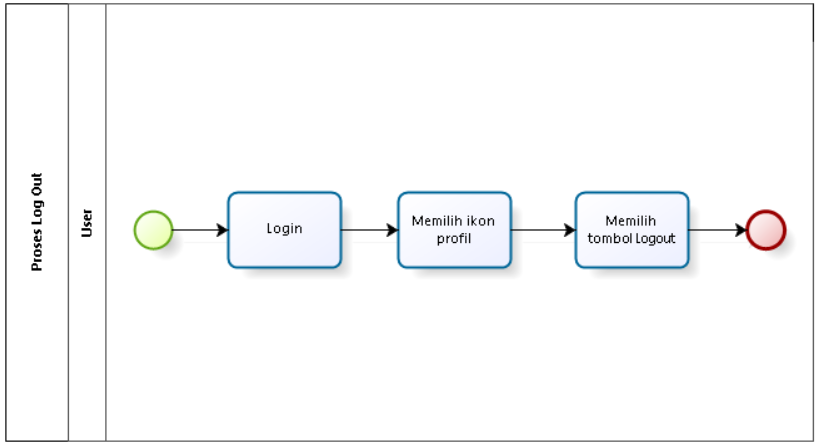 Proses Log Out
User
Login
Memilih ikon
profil
Memilih
tombol Logout